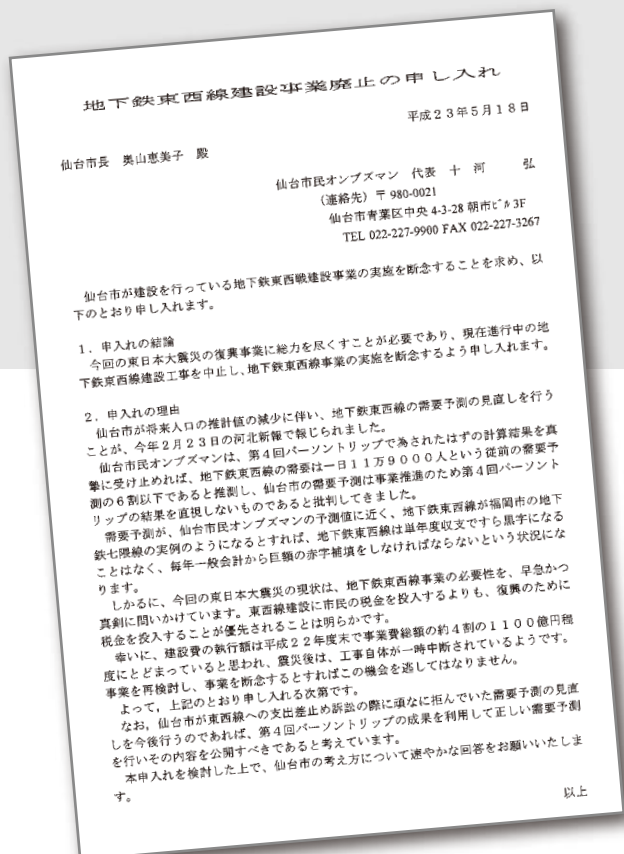 地下鉄東西線建設事業廃止の申し入れ
平成23年5月18日
仙台市長 奥山恵美子 殿
仙台市民オンブズマン 代表 十 河 弘
(連絡先)〒980-0021
仙台市青葉区中央4-3-28朝市ビル3F
TEL 022-227-9900 FAX 022-227-3267
仙台市が建設を行っている地下鉄東西戦建設事業の実施を断念することを求め、以
下のとおり申し入れます。
1.申入れの結論
今回の東日本大震災の復興事業に総力を尽くすことが必要であり、現在進行中の地
下鉄東西線建設工事を中止し、地下鉄東西線事業の実施を断念するよう申し入れます。
2.申入れの理由
仙台市が将来人口の推計値の減少に伴い、地下鉄東西線の需要予測の見直しを行う
ことが、今年2月23日の河北新報で報じられました。
仙台市民オンブズマンは、第4回パーソントリップで為されたはずの計算結果を真
摯に受け止めれば、地下鉄東西線の需要は一日11万9000人という従前の需要予
測の6割以下であると推測し、仙台市の需要予測は事業推進のため第4回パーソント
リップの結果を直視しないものであると批判してきました。
需要予測が、仙台市民オンブズマンの予測値に近く、地下鉄東西線が福岡市の地下
鉄七隈線の実例のようになるとすれば、地下鉄東西線は単年度収支ですら黒字になる
ことはなく、毎年一般会計から巨額の赤字補填をしなければならないという状況にな
ります。
しかるに、今回の東日本大震災の現状は、地下鉄東西線事業の必要性を、早急かつ
真剣に問いかけています。東西線建設に市民の税金を投入するよりも、復興のために
税金を投入することが優先されることは明らかです。
幸いに、建設費の執行額は平成22年度末で事業費総額の約4割の1100億円程
度にとどまっていると思われ、震災後は、工事自体が一時中断されているようです。
事業を再検討し、事業を断念するとすればこの機会を逃してはなりません。
よって,上記のとおり申し入れる次第です。
なお,仙台市が東西線への支出差止め訴訟の際に頑なに拒んでいた需要予測の見直
しを今後行うのであれば、第4回パーソントリップの成果を利用して正しい需要予測
を行いその内容を公開すべきであると考えています。
本申入れを検討した上で、仙台市の考え方について速やかな回答をお願いいたしま
す。
以上